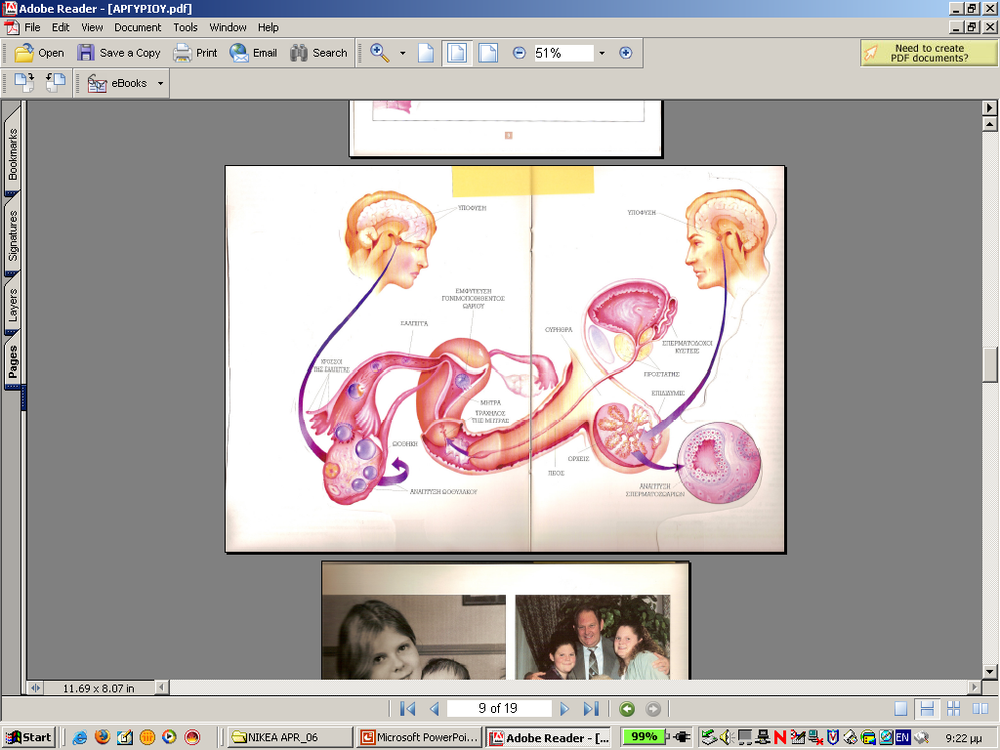 Adobe Reader - [ΑΡΓΥΡΙΟΥ.pdf]
File Edit View Document Tools Window Help
Open Save a Copy Print Email Search 51% Need to create PDF documents?
eBooks
Bookmarks
Signatures
Layers
Pages
ΥΠΟΦΥΣΗ
ΥΠΟΦΥΣΗ
ΕΜΦΥΤΕΥΣΗ
ΓΟΝΙΜΟΠΟΙΗΘΕΝΤΟΣ
ΩΑΡΙΟΥ
ΣΑΛΠΙΓΓΑ
ΟΥΡΗΘΡΑ
ΣΠΕΡΜΑΤΟΔΟΧΟΙ
ΚΥΣΤΕΙΣ
ΚΡΟΣΣΟΙ
ΤΗΣ ΣΑΛΠΙΓΓΑΣ
ΠΡΟΣΤΑΤΗΣ
ΕΠΙΔΙΔΥΜΙΣ
ΜΗΤΡΑ
ΤΡΑΧΗΛΟΣ
ΤΗΣ ΜΗΤΡΑΣ
ΩΟΘΗΚΗ
ΟΡΧΕΙΣ
ΠΕΟΣ
ΑΝΑΠΤΥΞΗ ΩΟΘΥΛΑΚΟΥ
ΑΝΑΠΤΥΞΗ
ΣΠΕΡΜΑΤΟΖΩΑΡΙΩΝ
11.69 x 8.07 in
9 of 19
Start NIKEA APR_06 Microsoft PowerPoi... Adobe Reader - [... 99% EN 9:22 μμ